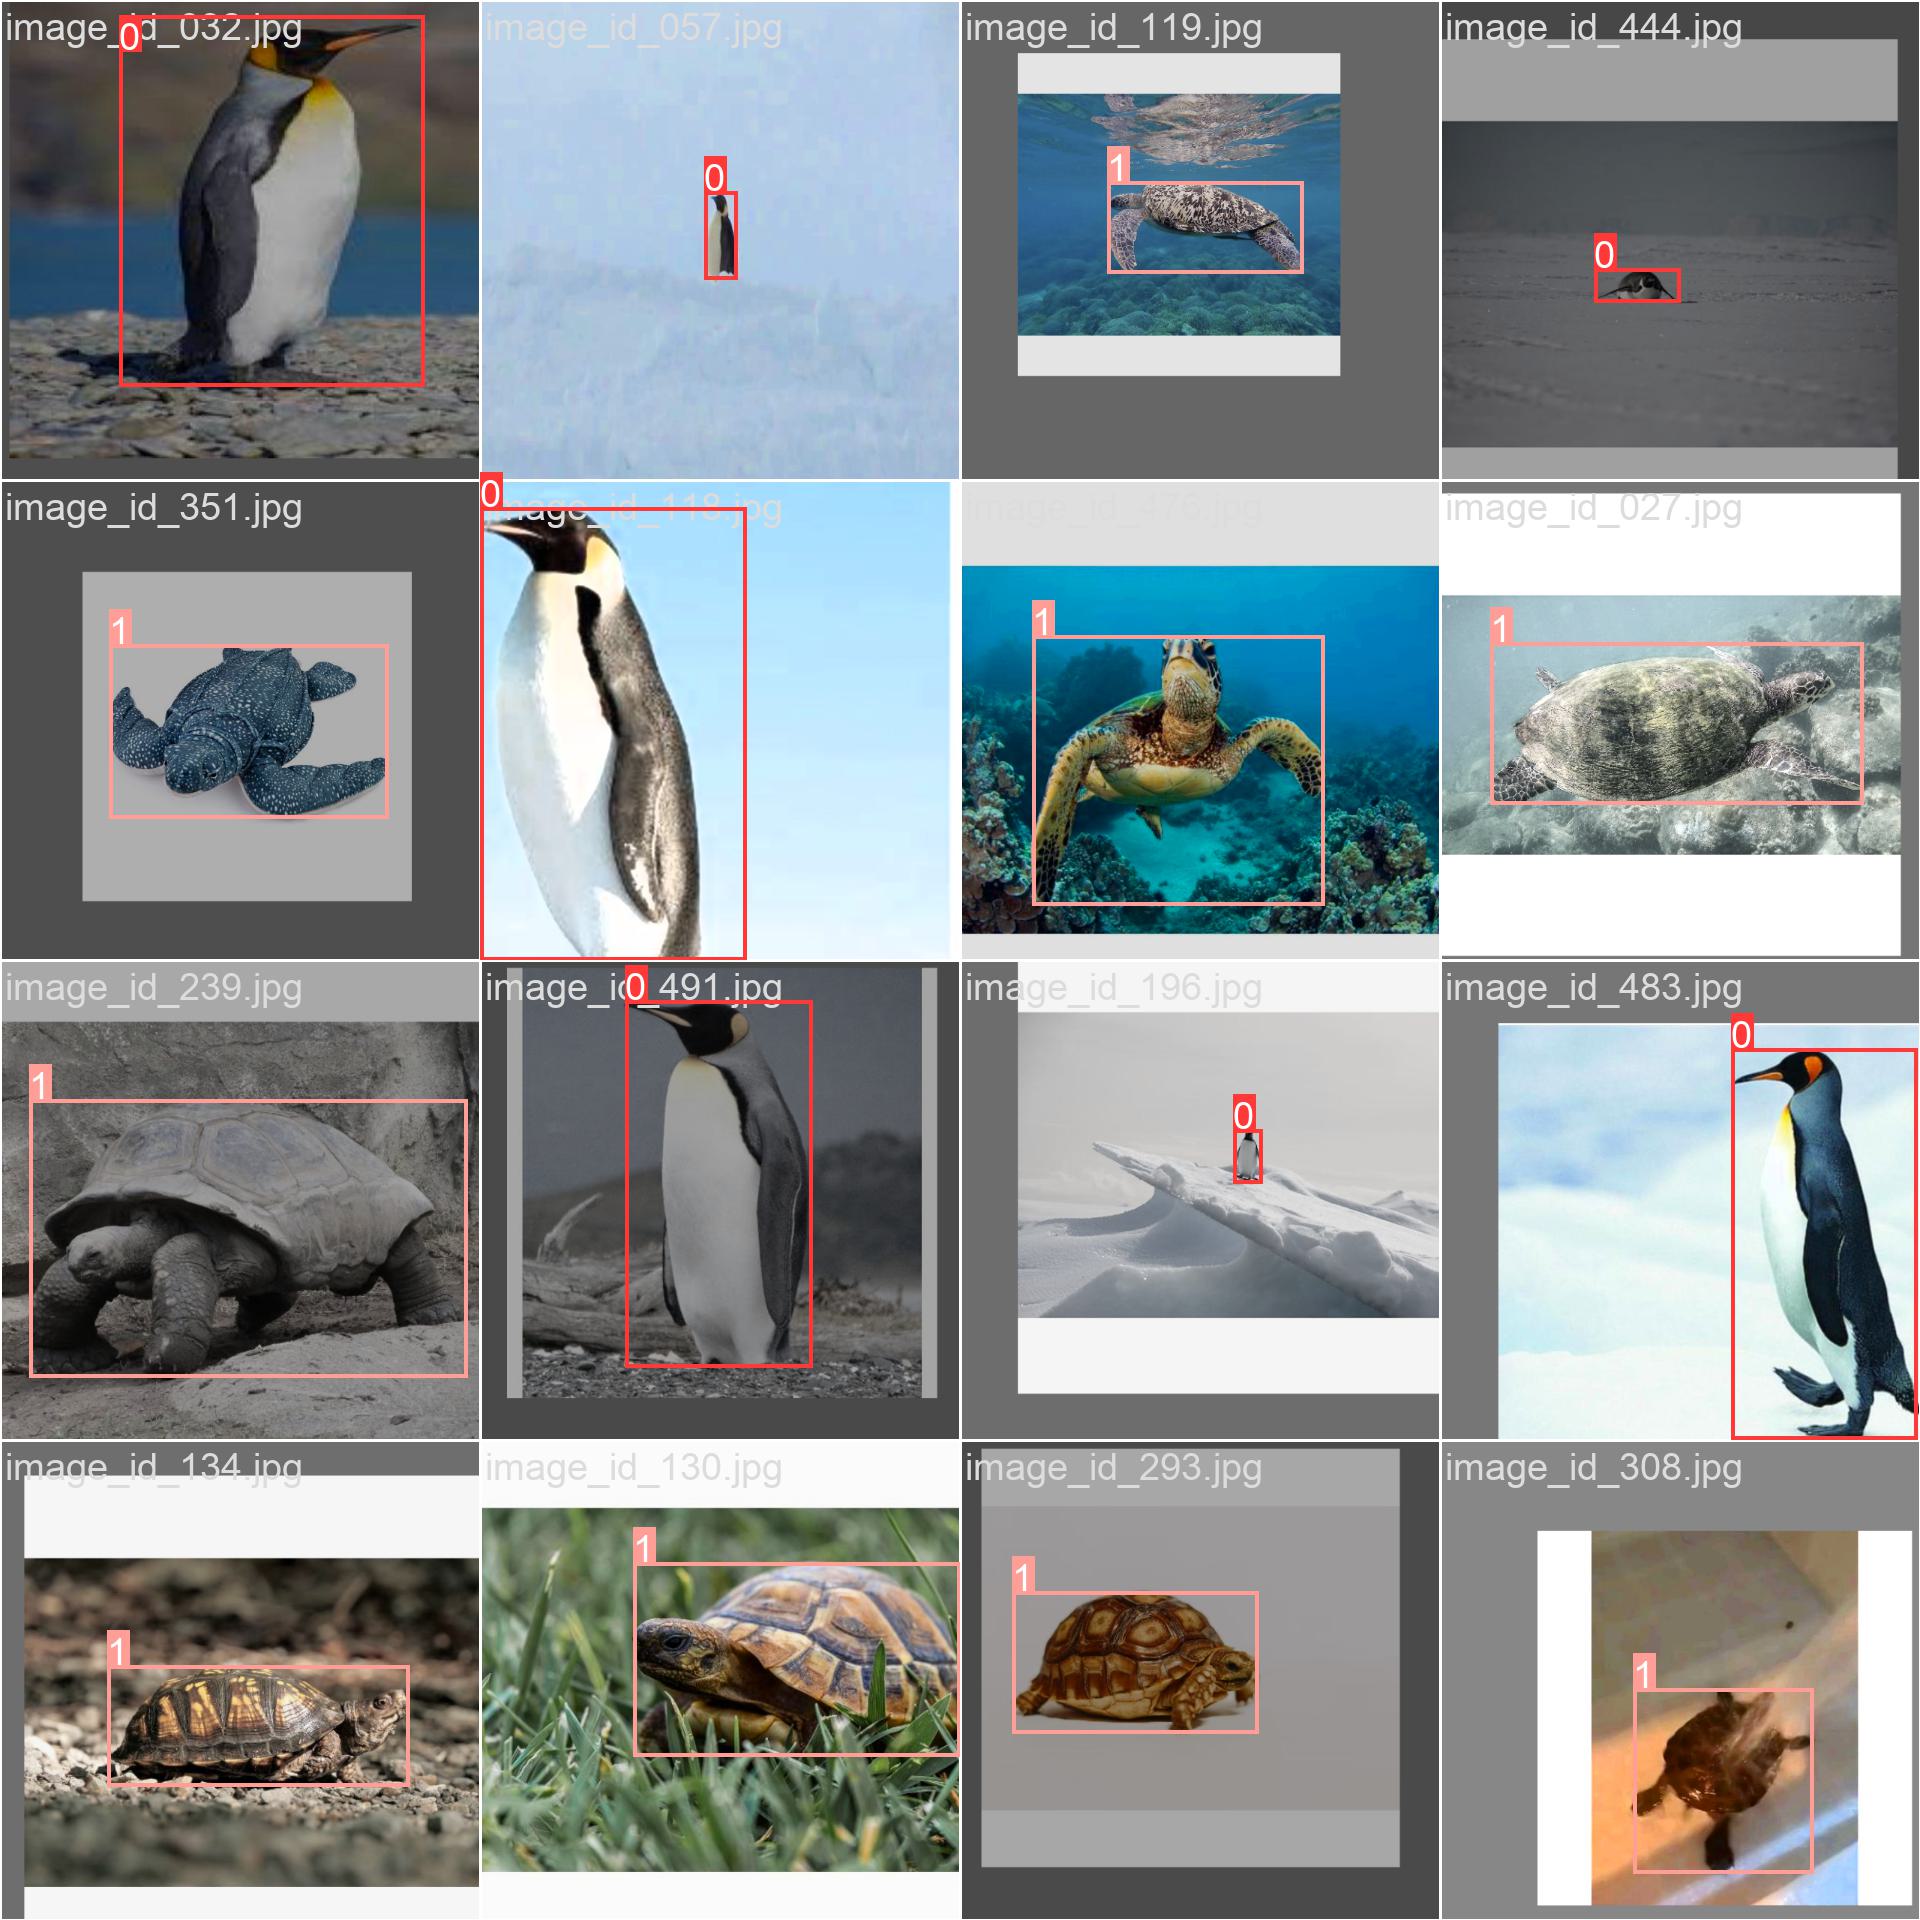 image_id_032.jpg
0
image_id_057.jpg
0
image_id_119.jpg
1
image_id_444.jpg
0
image_id_351.jpg
1
image_id_118.jpg
0
image_id_476.jpg
1
image_id_027.jpg
1
image_id_239.jpg
1
image_id_491.jpg
0
image_id_196.jpg
0
image_id_483.jpg
0
image_id_134.jpg
1
image_id_130.jpg
1
image_id_293.jpg
1
image_id_308.jpg
1